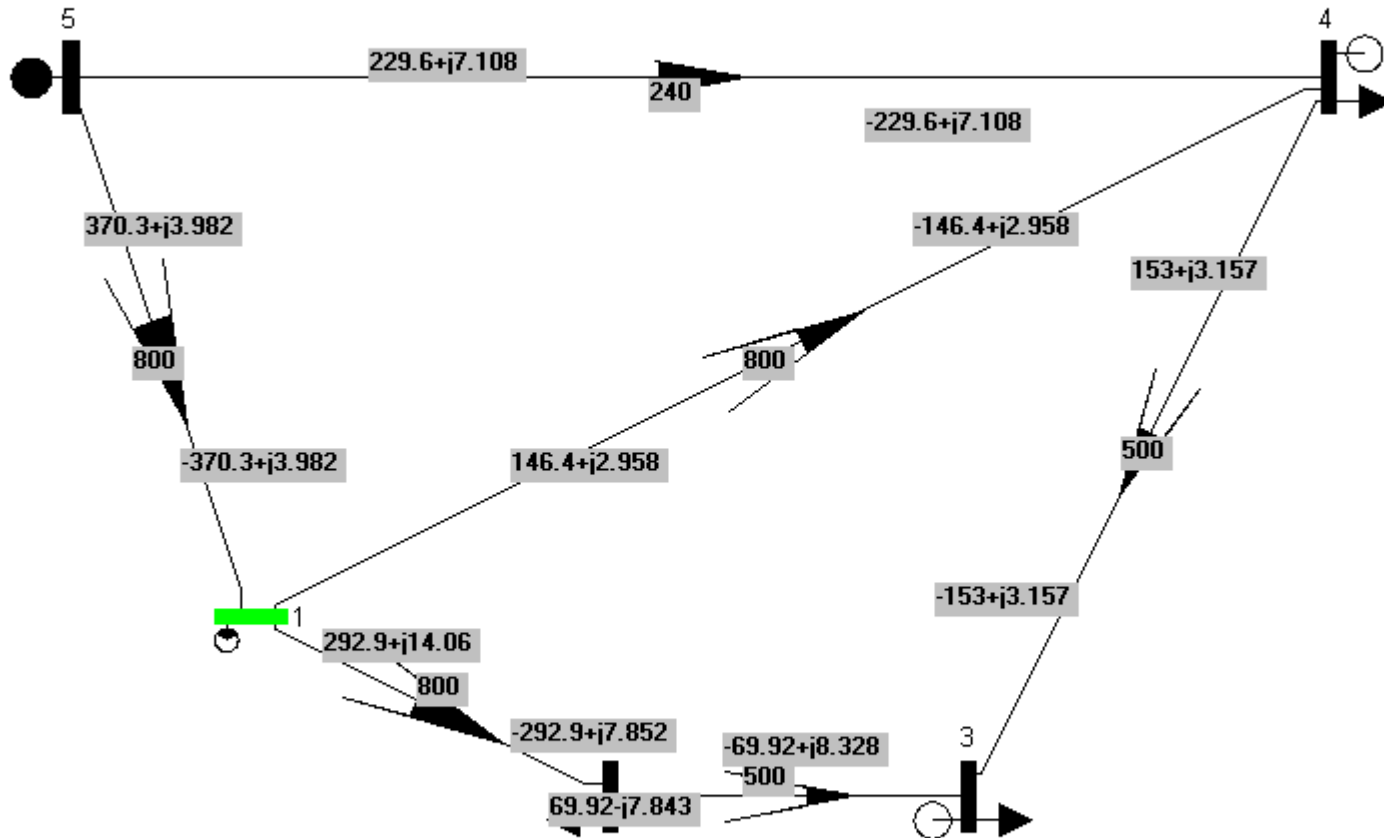 5
4
229.6+j7.108
240
-229.6+j7.108
370.3+j3.982
-146.4+j2.958
153+j3.157
800
800
500
-370.3+j3.982
146.4+j2.958
-153+j3.157
1
292.9+j14.06
800
-292.9+j7.852
-69.92+j8.328
3
500
69.92-j7.843